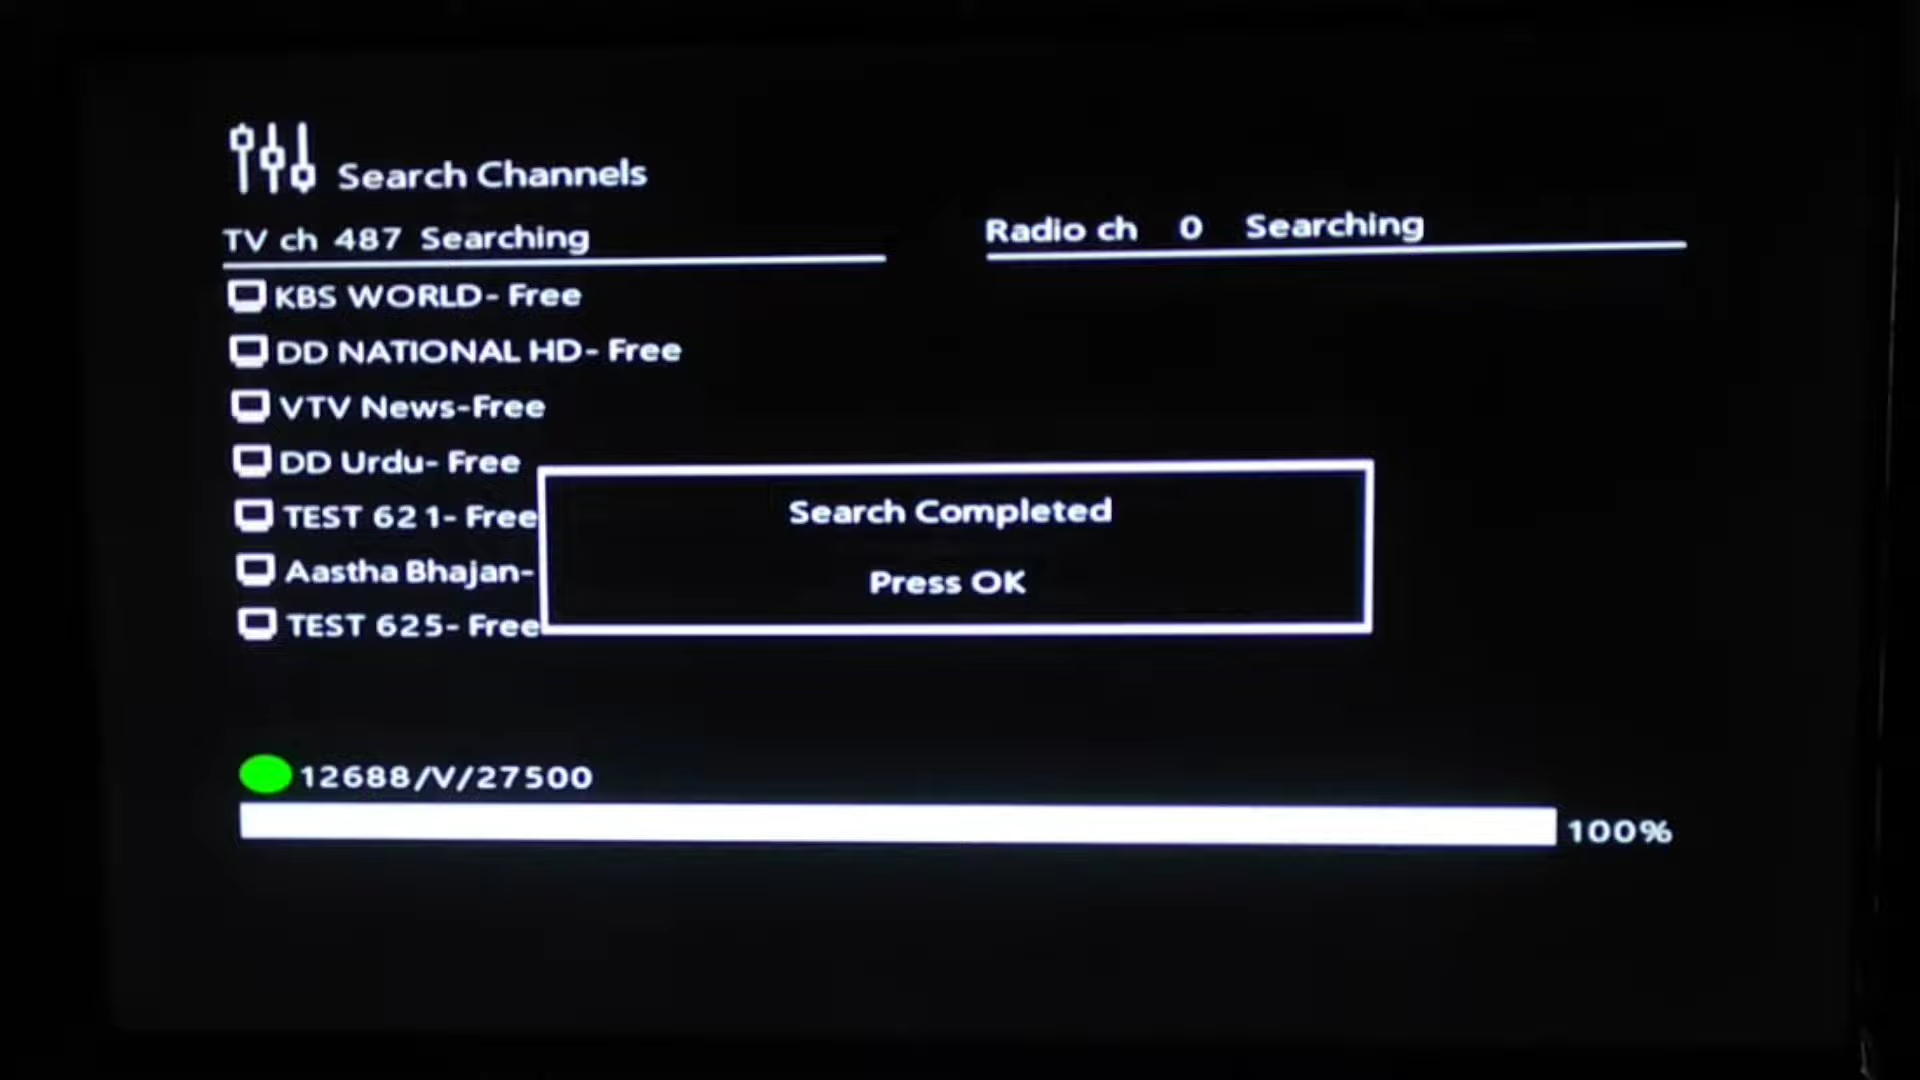 Search Channels
TV ch 487 Searching
Radio ch 0 Searching
KBS WORLD- Free
DD NATIONAL HD- Free
VTV News-Free
DD Urdu- Free
TEST 621- Free
Aastha Bhajan-
TEST 625- Free
Search Completed
Press OK
12688/V/27500
100%